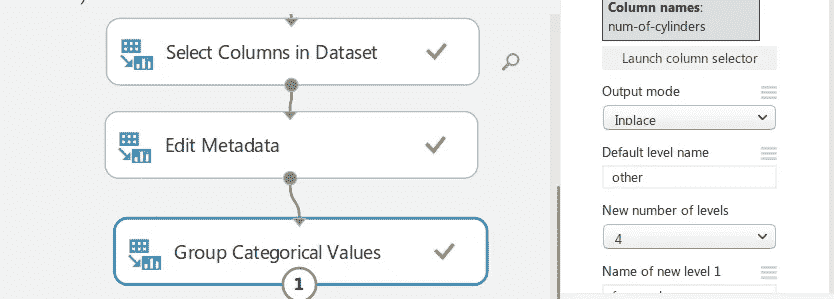 Select Columns in Dataset
Edit Metadata
Group Categorical Values
1
Column names:
num-of-cylinders
Launch column selector
Output mode
Inplace
Default level name
other
New number of levels
4
Name of new level 1